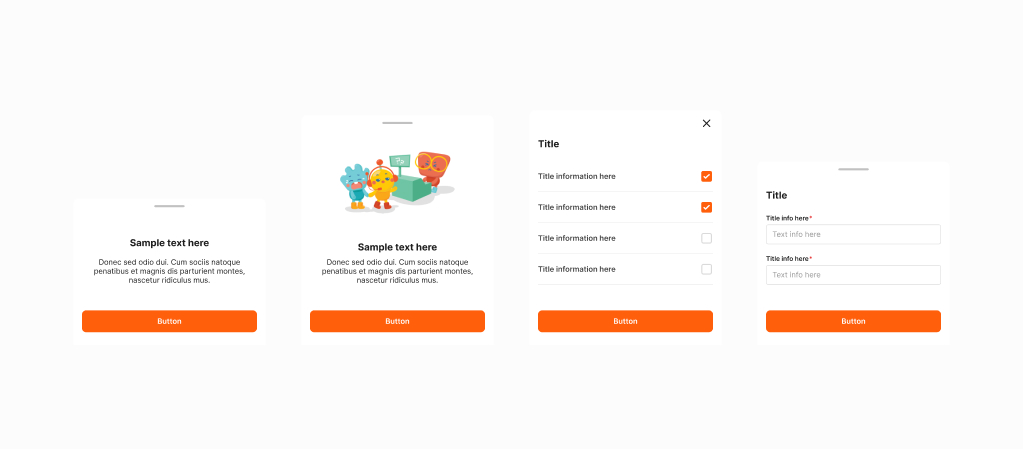 Sample text here
Donec sed odio dui. Cum sociis natoque
penatibus et magnis dis parturient montes,
nascetur ridiculus mus.
Button
Sample text here
Donec sed odio dui. Cum sociis natoque
penatibus et magnis dis parturient montes,
nascetur ridiculus mus.
Button
Title
Title information here
Title information here
Title information here
Title information here
Button
Title
Title info here*
Text info here
Title info here*
Text info here
Button